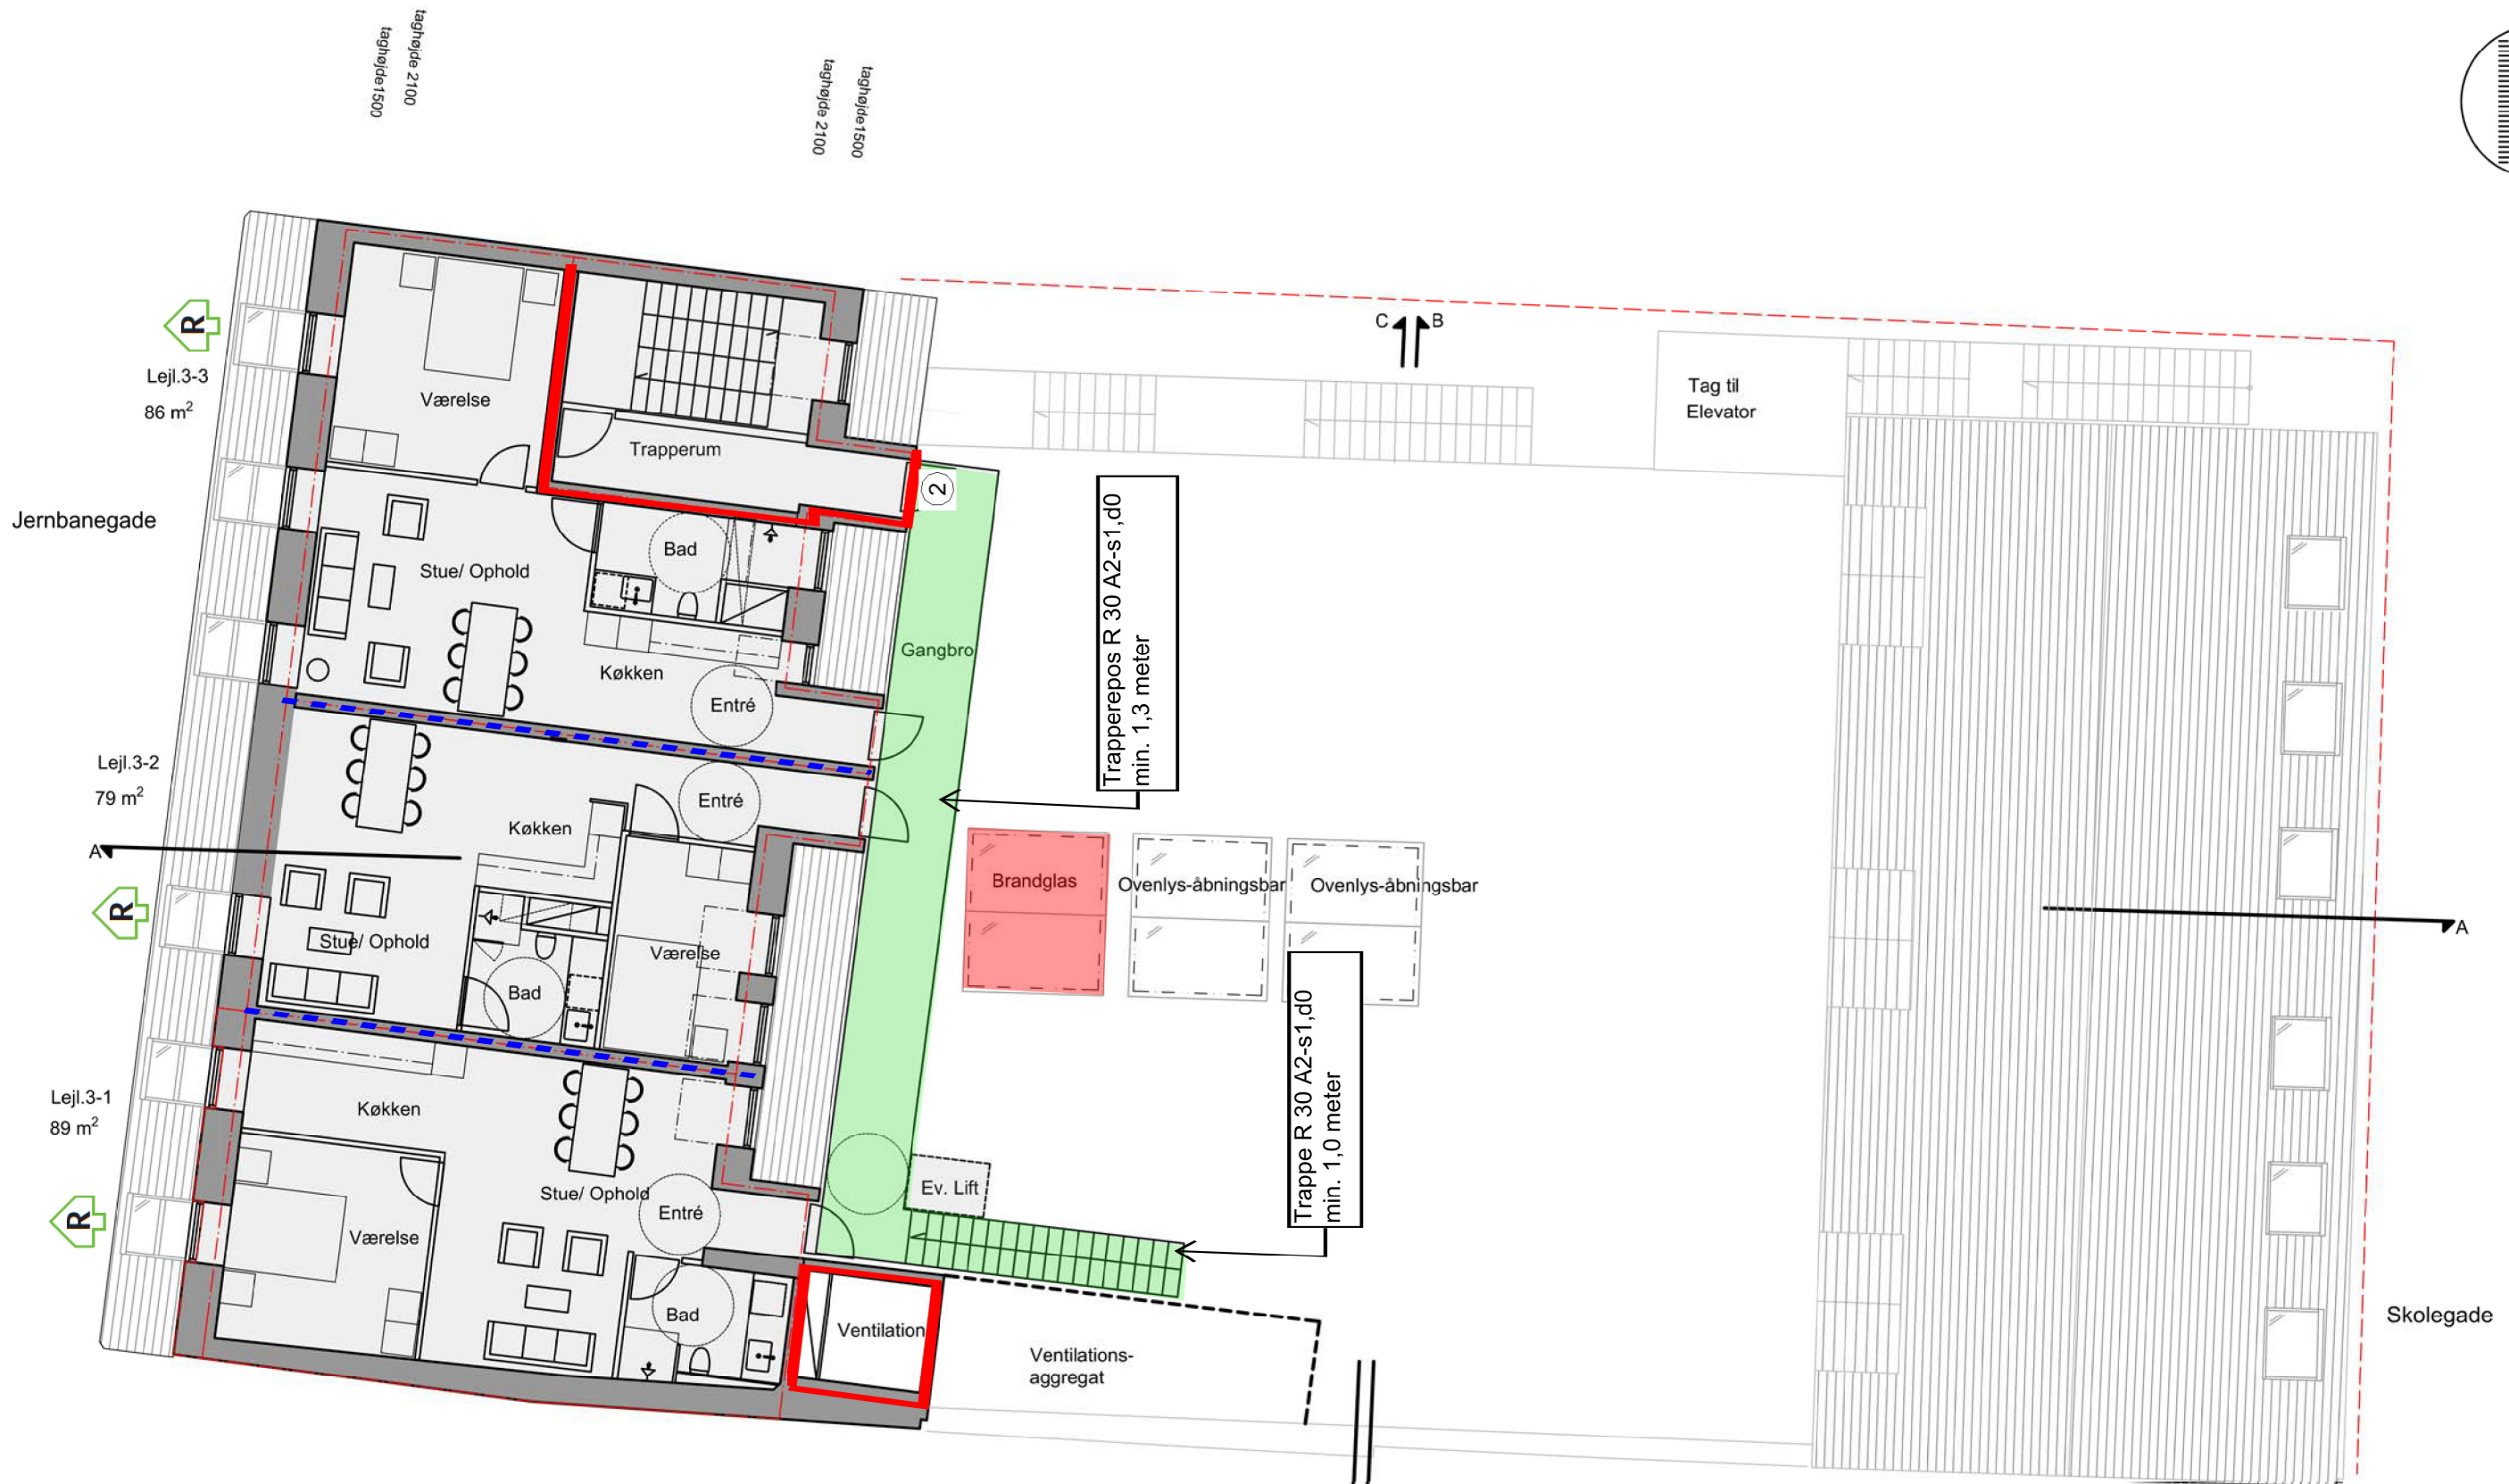 taghøjde1500
taghøjde 2100
taghøjde 2100
taghøjde1500
R
Lejl.3-3
86 m²
Værelse
Trapperum
C
B
Tag til
Elevator
2
Jernbanegade
Stue/ Ophold
Bad
Køkken
Entré
Gangbro
Trapperepos R 30 A2-s1,d0
min. 1,3 meter
Lejl.3-2
79 m²
Entré
Køkken
A
R
Stue/ Ophold
Bad
Værelse
Brandglas
Ovenlys-åbningsbar
Ovenlys-åbningsbar
A
Trappe R 30 A2-s1,d0
min. 1,0 meter
Lejl.3-1
89 m²
Køkken
Stue/ Ophold
Entré
Ev. Lift
R
Værelse
Bad
Ventilation
Ventilations-
aggregat
Skolegade